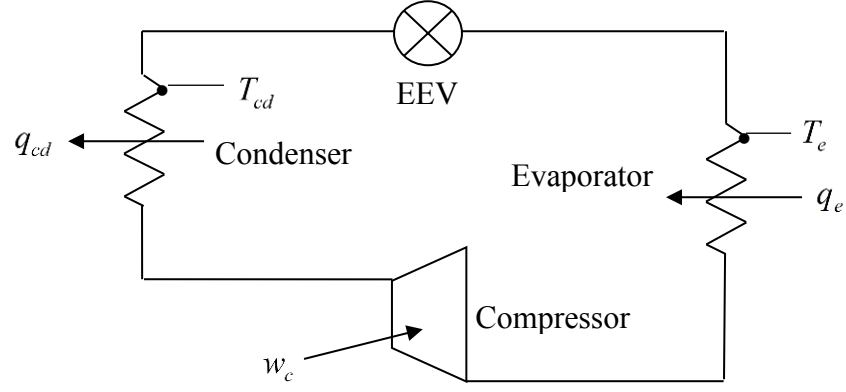 EEV
T_cd
T_e
q_cd
Condenser
Evaporator
q_e
Compressor
w_c